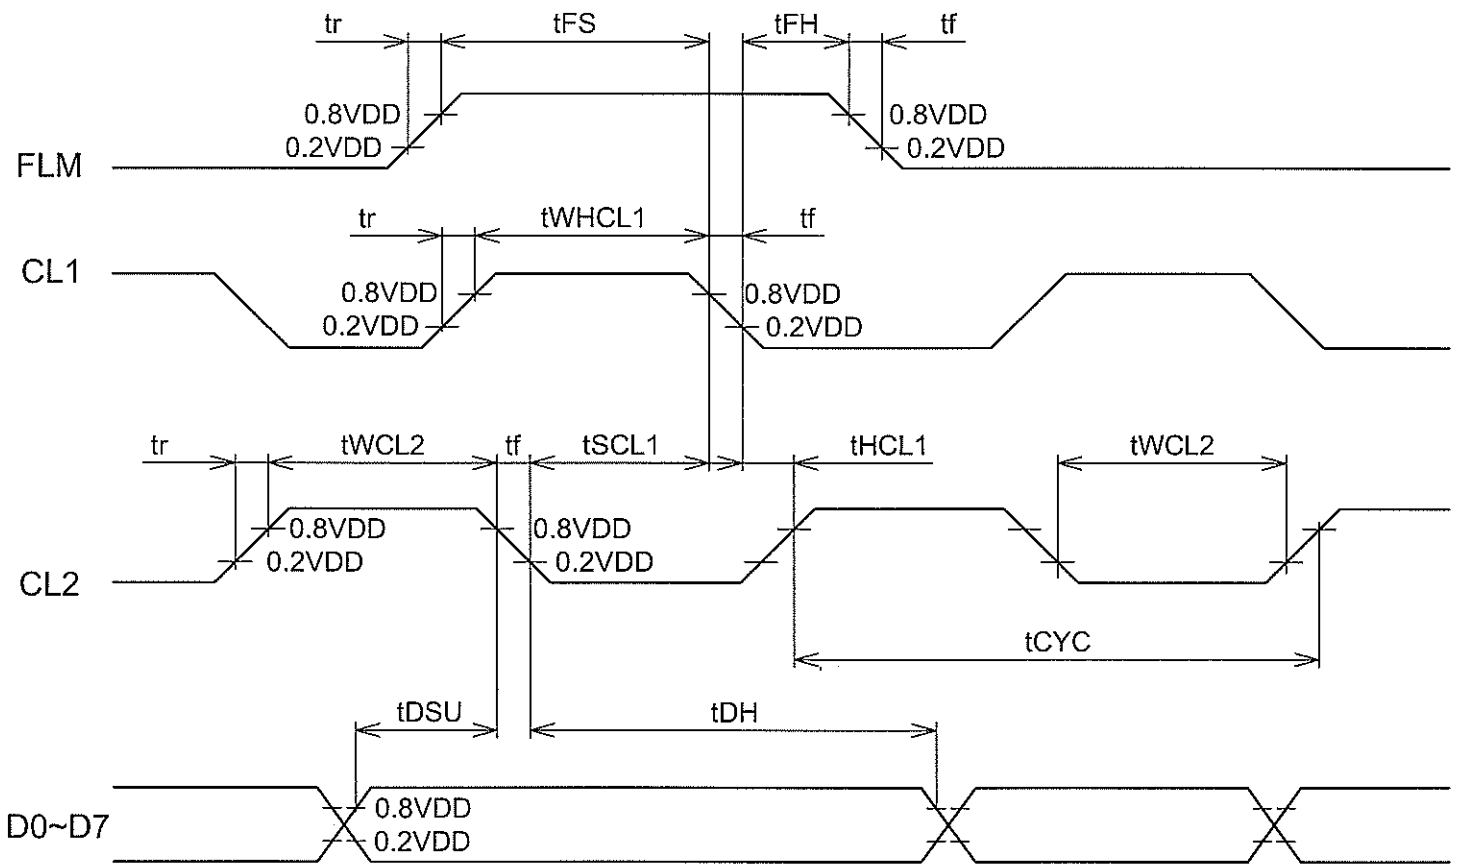 tr tFS tFH tf
0.8VDD 0.8VDD
0.2VDD 0.2VDD
FLM
tr tWHCL1 tf
CL1
0.8VDD 0.8VDD
0.2VDD 0.2VDD
tr tWCL2 tf tSCL1 tHCL1 tWCL2
0.8VDD 0.8VDD
0.2VDD 0.2VDD
CL2
tCYC
tDSU tDH
0.8VDD
D0~D7
0.2VDD